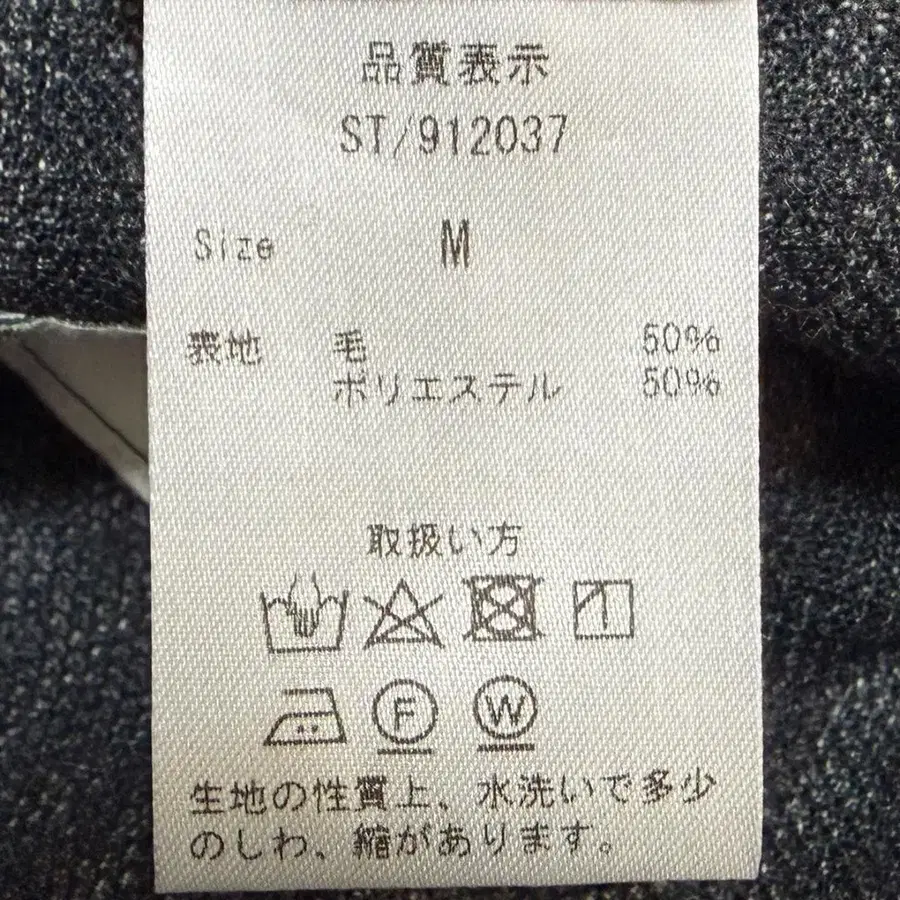 品質表示
ST/912037
Size M
表地 毛 50%
ポリエステル 50%
取扱い方
F W
生地の性質上、水洗いで多少
のしわ、縮があります。